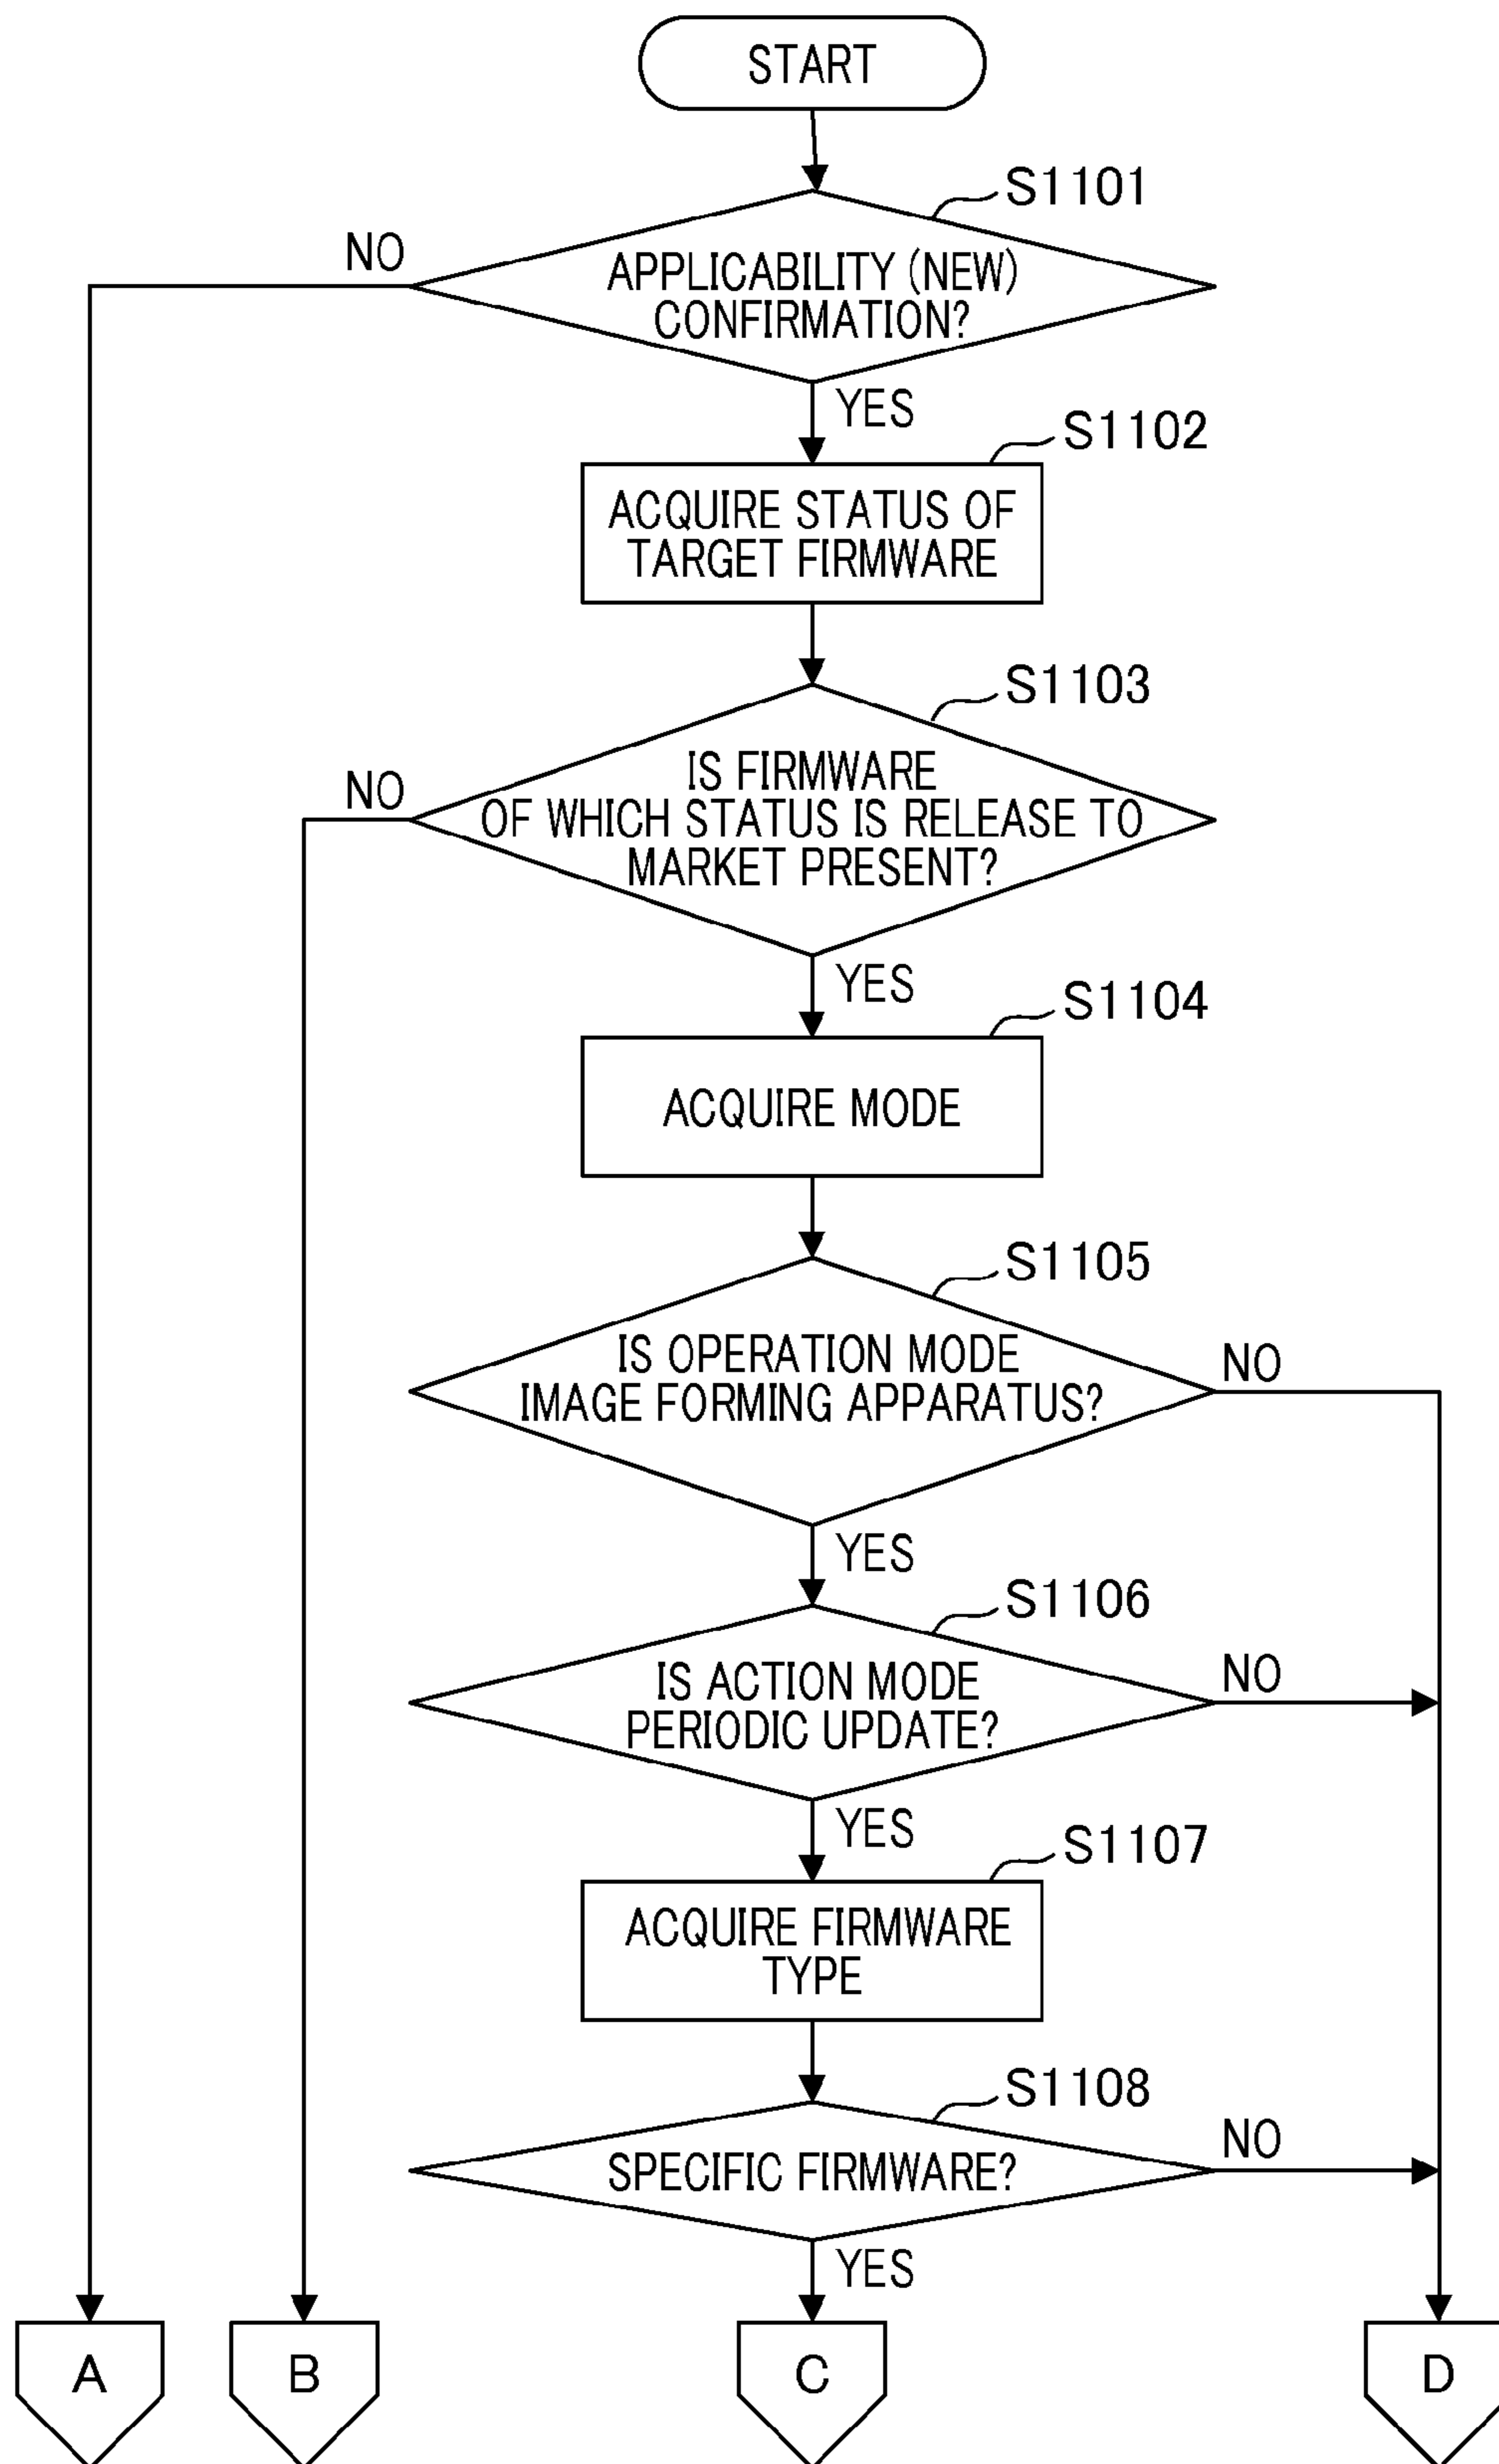 START
S1101
NO
APPLICABILITY (NEW)
CONFIRMATION?
YES
S1102
ACQUIRE STATUS OF
TARGET FIRMWARE
S1103
NO
IS FIRMWARE
OF WHICH STATUS IS RELEASE TO
MARKET PRESENT?
YES
S1104
ACQUIRE MODE
S1105
IS OPERATION MODE
IMAGE FORMING APPARATUS?
NO
YES
S1106
IS ACTION MODE
PERIODIC UPDATE?
NO
YES
S1107
ACQUIRE FIRMWARE
TYPE
S1108
SPECIFIC FIRMWARE?
NO
YES
A
B
C
D